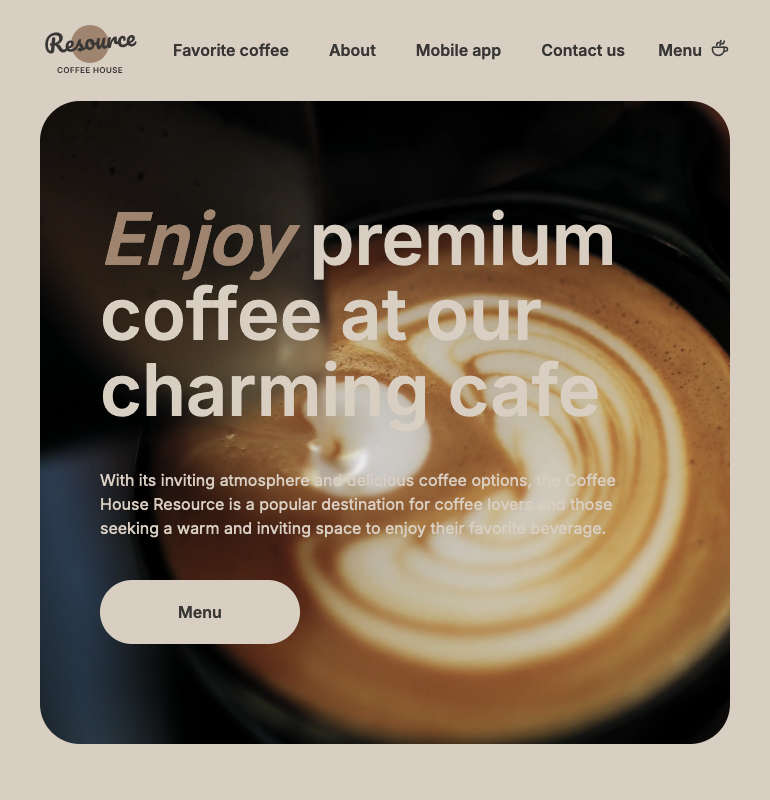 Resource
COFFEE HOUSE
Favorite coffee
About
Mobile app
Contact us
Menu
Enjoy premium
coffee at our
charming cafe
With its inviting atmosphere and delicious coffee options, the Coffee
House Resource is a popular destination for coffee lovers and those
seeking a warm and inviting space to enjoy their favorite beverage.
Menu